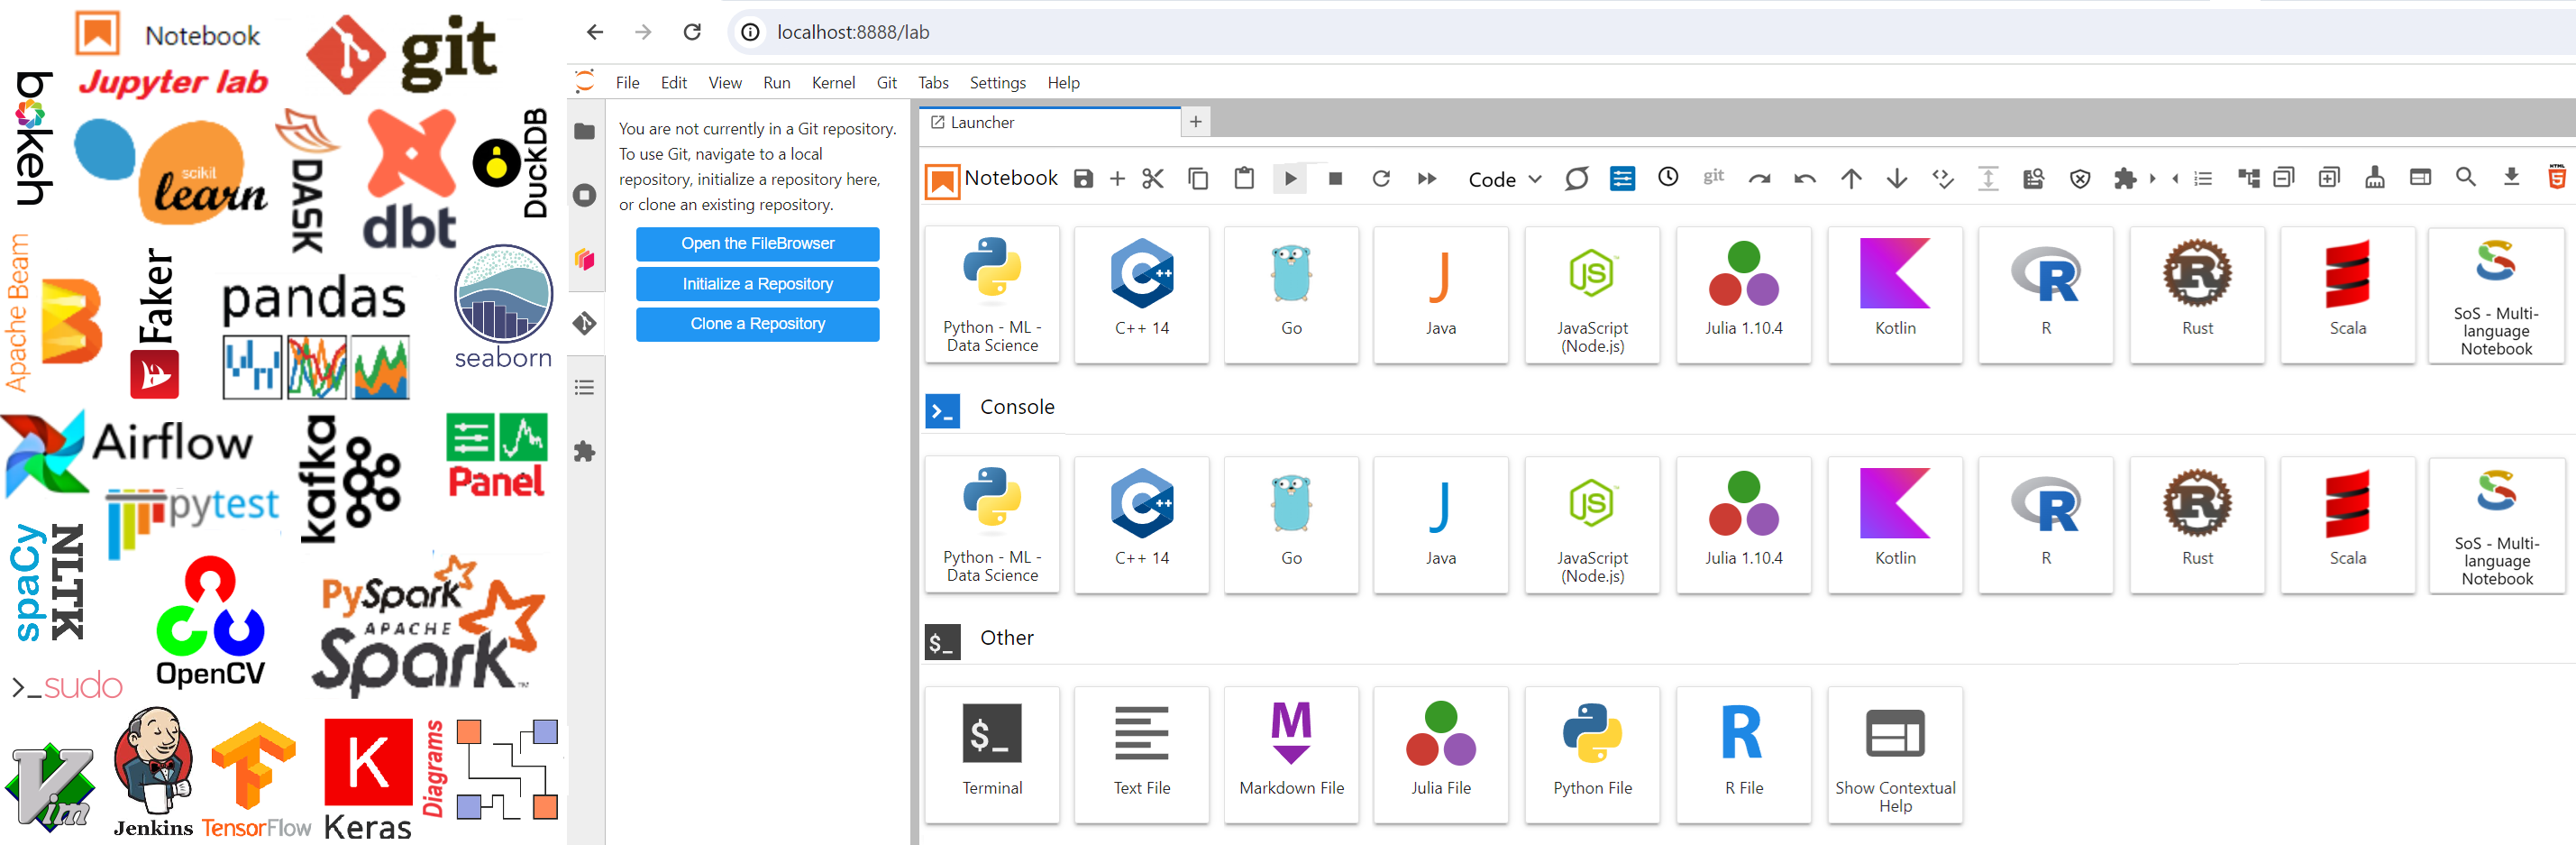 Notebook
Jupyter lab
git
bokeh
scikit
learn
DASK
dbt
DuckDB
Apache Beam
Faker
pandas
seaborn
Airflow
kafka
Panel
pytest
spaCy
NLTK
OpenCV
PySpark
APACHE
Spark
>_sudo
Vim
Jenkins
TensorFlow
K
Keras
Diagrams
localhost:8888/lab
File Edit View Run Kernel Git Tabs Settings Help
You are not currently in a Git repository.
To use Git, navigate to a local
repository, initialize a repository here,
or clone an existing repository.
Open the FileBrowser
Initialize a Repository
Clone a Repository
Launcher
Notebook Code git HTML 5
Python - ML -
Data Science
C++ 14
Go
Java
JavaScript
(Node.js)
Julia 1.10.4
Kotlin
R
Rust
Scala
SoS - Multi-
language
Notebook
Console
Python - ML -
Data Science
C++ 14
Go
Java
JavaScript
(Node.js)
Julia 1.10.4
Kotlin
R
Rust
Scala
SoS - Multi-
language
Notebook
$_ Other
$_
Terminal
Text File
M
Markdown File
Julia File
Python File
R
R File
Show Contextual
Help